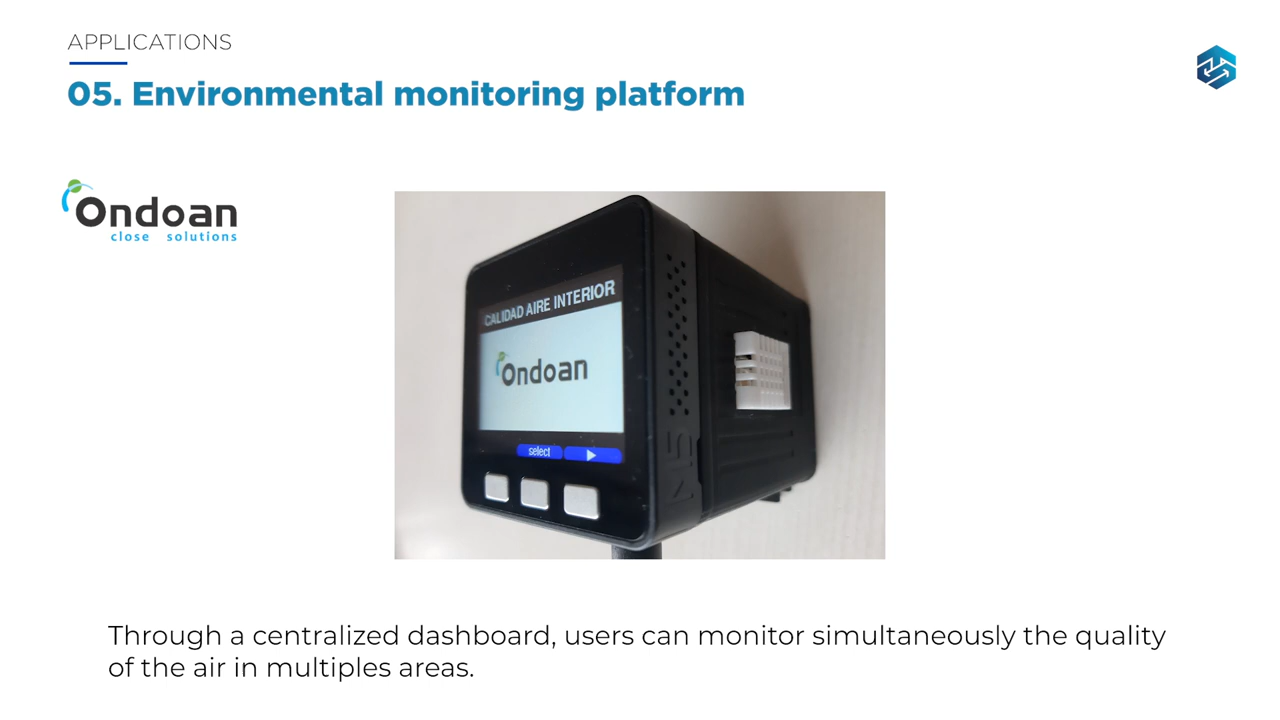 APPLICATIONS
05. Environmental monitoring platform
Ondoan
close solutions
CALIDAD AIRE INTERIOR
Ondoan
select
M5
Through a centralized dashboard, users can monitor simultaneously the quality
of the air in multiples areas.